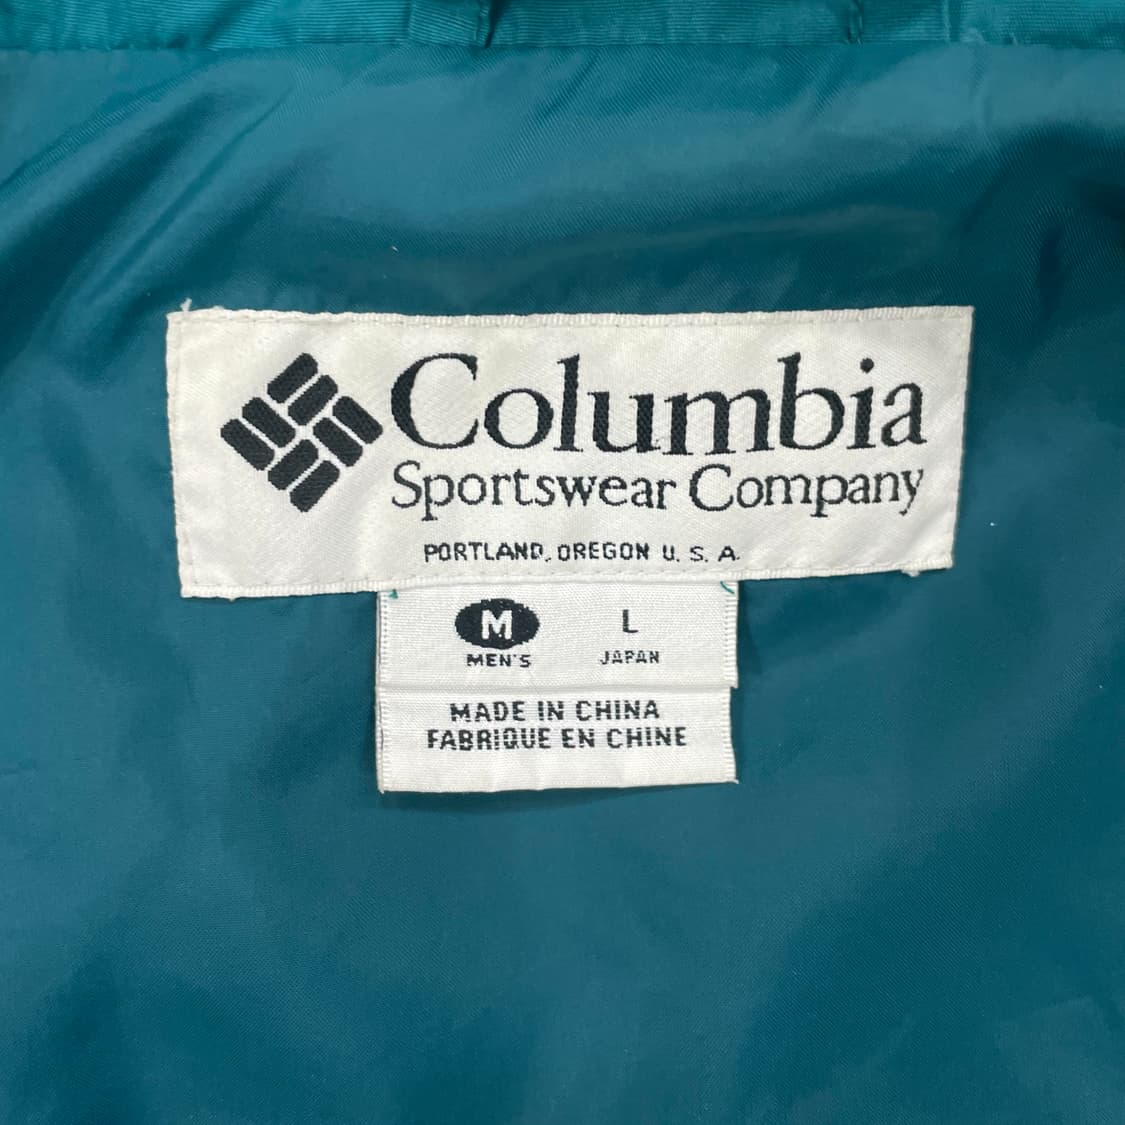 Columbia
Sportswear Company
PORTLAND, OREGON U. S. A.
M L
MEN'S JAPAN
MADE IN CHINA
FABRIQUE EN CHINE